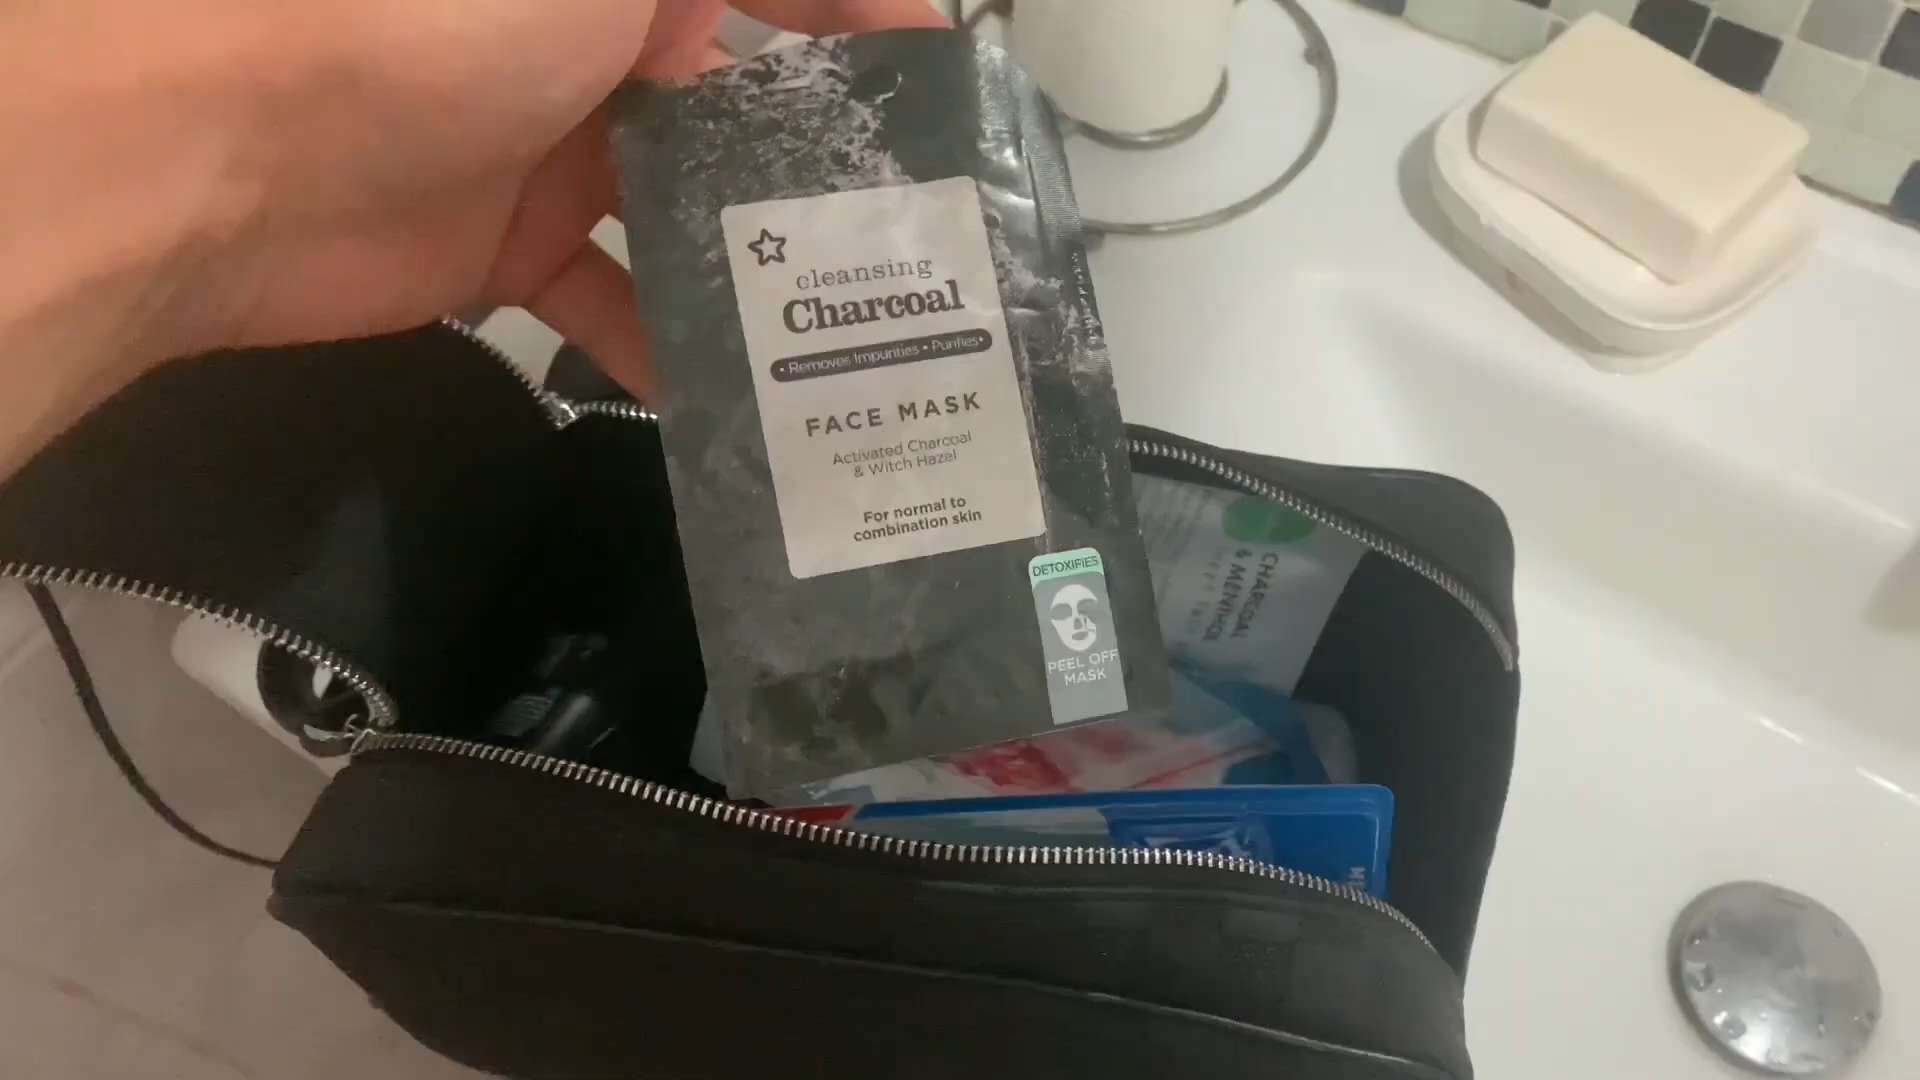 cleansing
Charcoal
• Removes Impurities • Purifies•
FACE MASK
Activated Charcoal
& Witch Hazel
For normal to
combination skin
DETOXIFIES
PEEL OFF
MASK
CHARCOAL
& MENTHOL